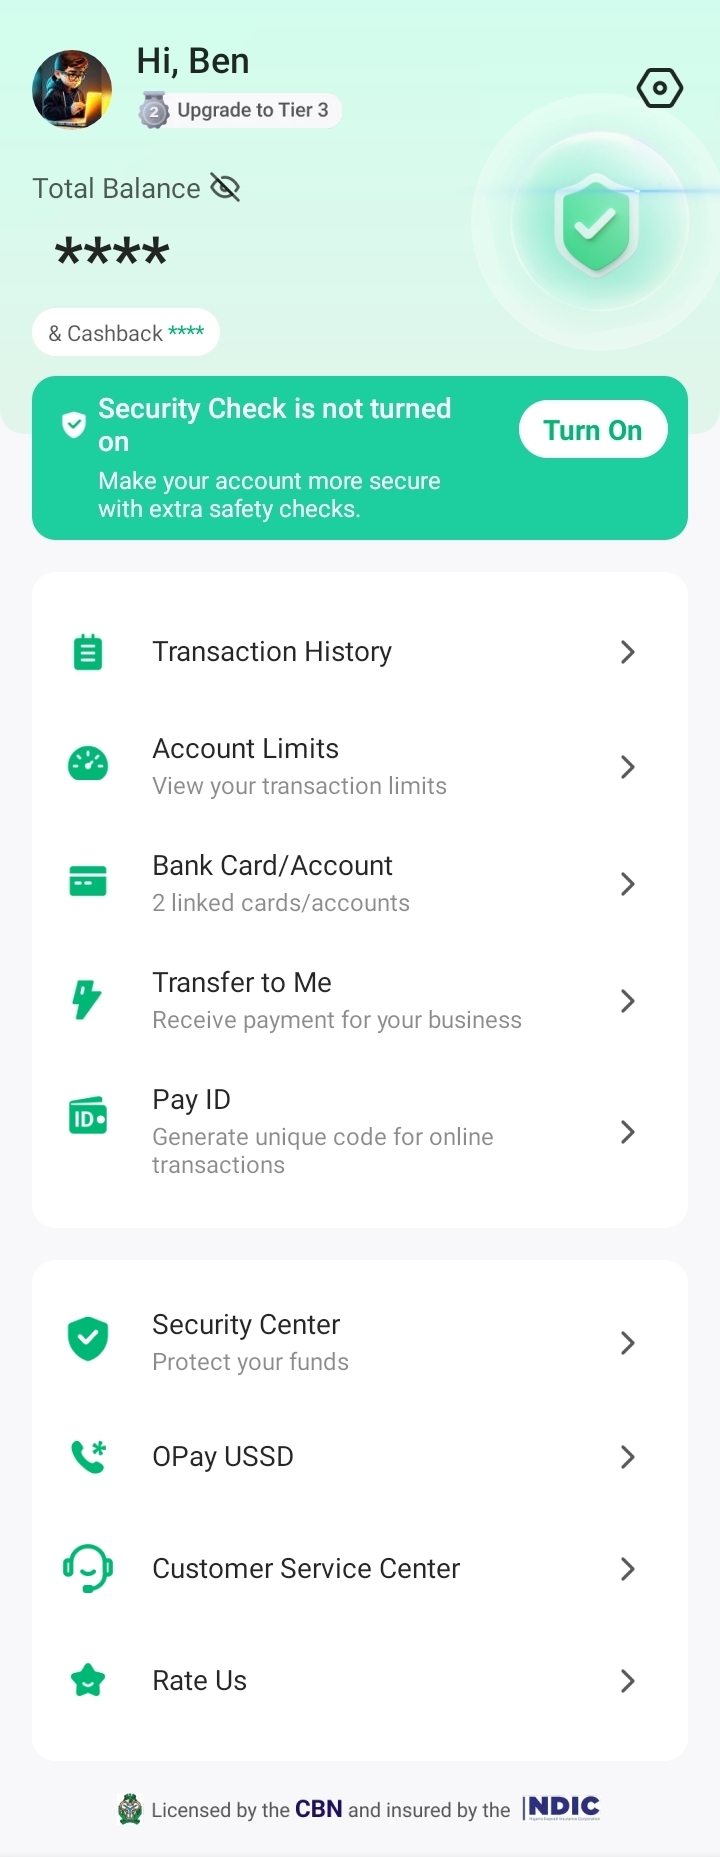 Hi, Ben
2 Upgrade to Tier 3
Total Balance
****
& Cashback ****
Security Check is not turned
on
Turn On
Make your account more secure
with extra safety checks.
Transaction History
Account Limits
View your transaction limits
Bank Card/Account
2 linked cards/accounts
Transfer to Me
Receive payment for your business
ID
Pay ID
Generate unique code for online
transactions
Security Center
Protect your funds
OPay USSD
Customer Service Center
Rate Us
Licensed by the CBN and insured by the NDIC